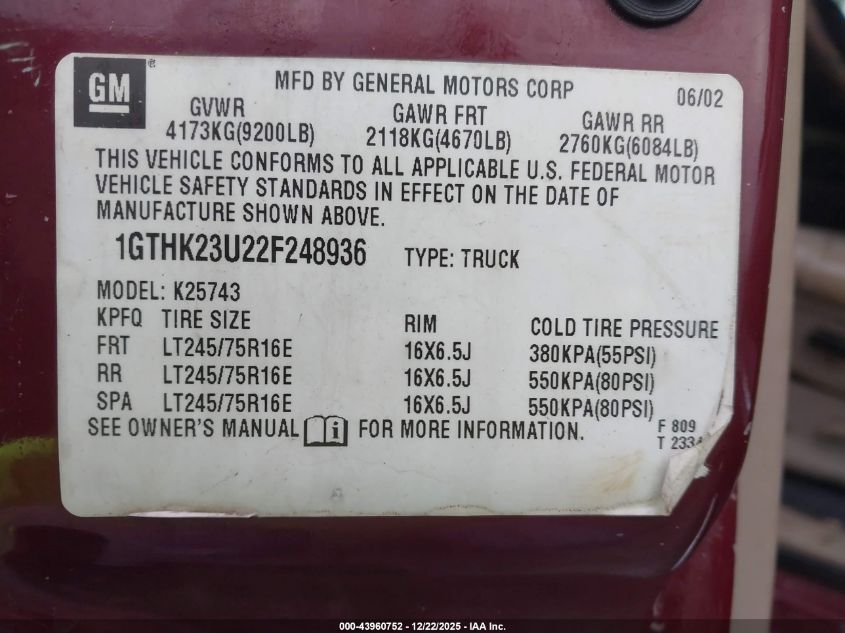 GM®
MFD BY GENERAL MOTORS CORP
06/02
GVWR GAWR FRT GAWR RR
4173KG(9200LB) 2118KG(4670LB) 2760KG(6084LB)
THIS VEHICLE CONFORMS TO ALL APPLICABLE U.S. FEDERAL MOTOR
VEHICLE SAFETY STANDARDS IN EFFECT ON THE DATE OF
MANUFACTURE SHOWN ABOVE.
1GTHK23U22F248936 TYPE: TRUCK
MODEL: K25743
KPFQ TIRE SIZE RIM COLD TIRE PRESSURE
FRT LT245/75R16E 16X6.5J 380KPA(55PSI)
RR LT245/75R16E 16X6.5J 550KPA(80PSI)
SPA LT245/75R16E 16X6.5J 550KPA(80PSI)
SEE OWNER'S MANUAL i FOR MORE INFORMATION.
F 809
T 2334
000-43960752 - 12/22/2025 - IAA Inc.